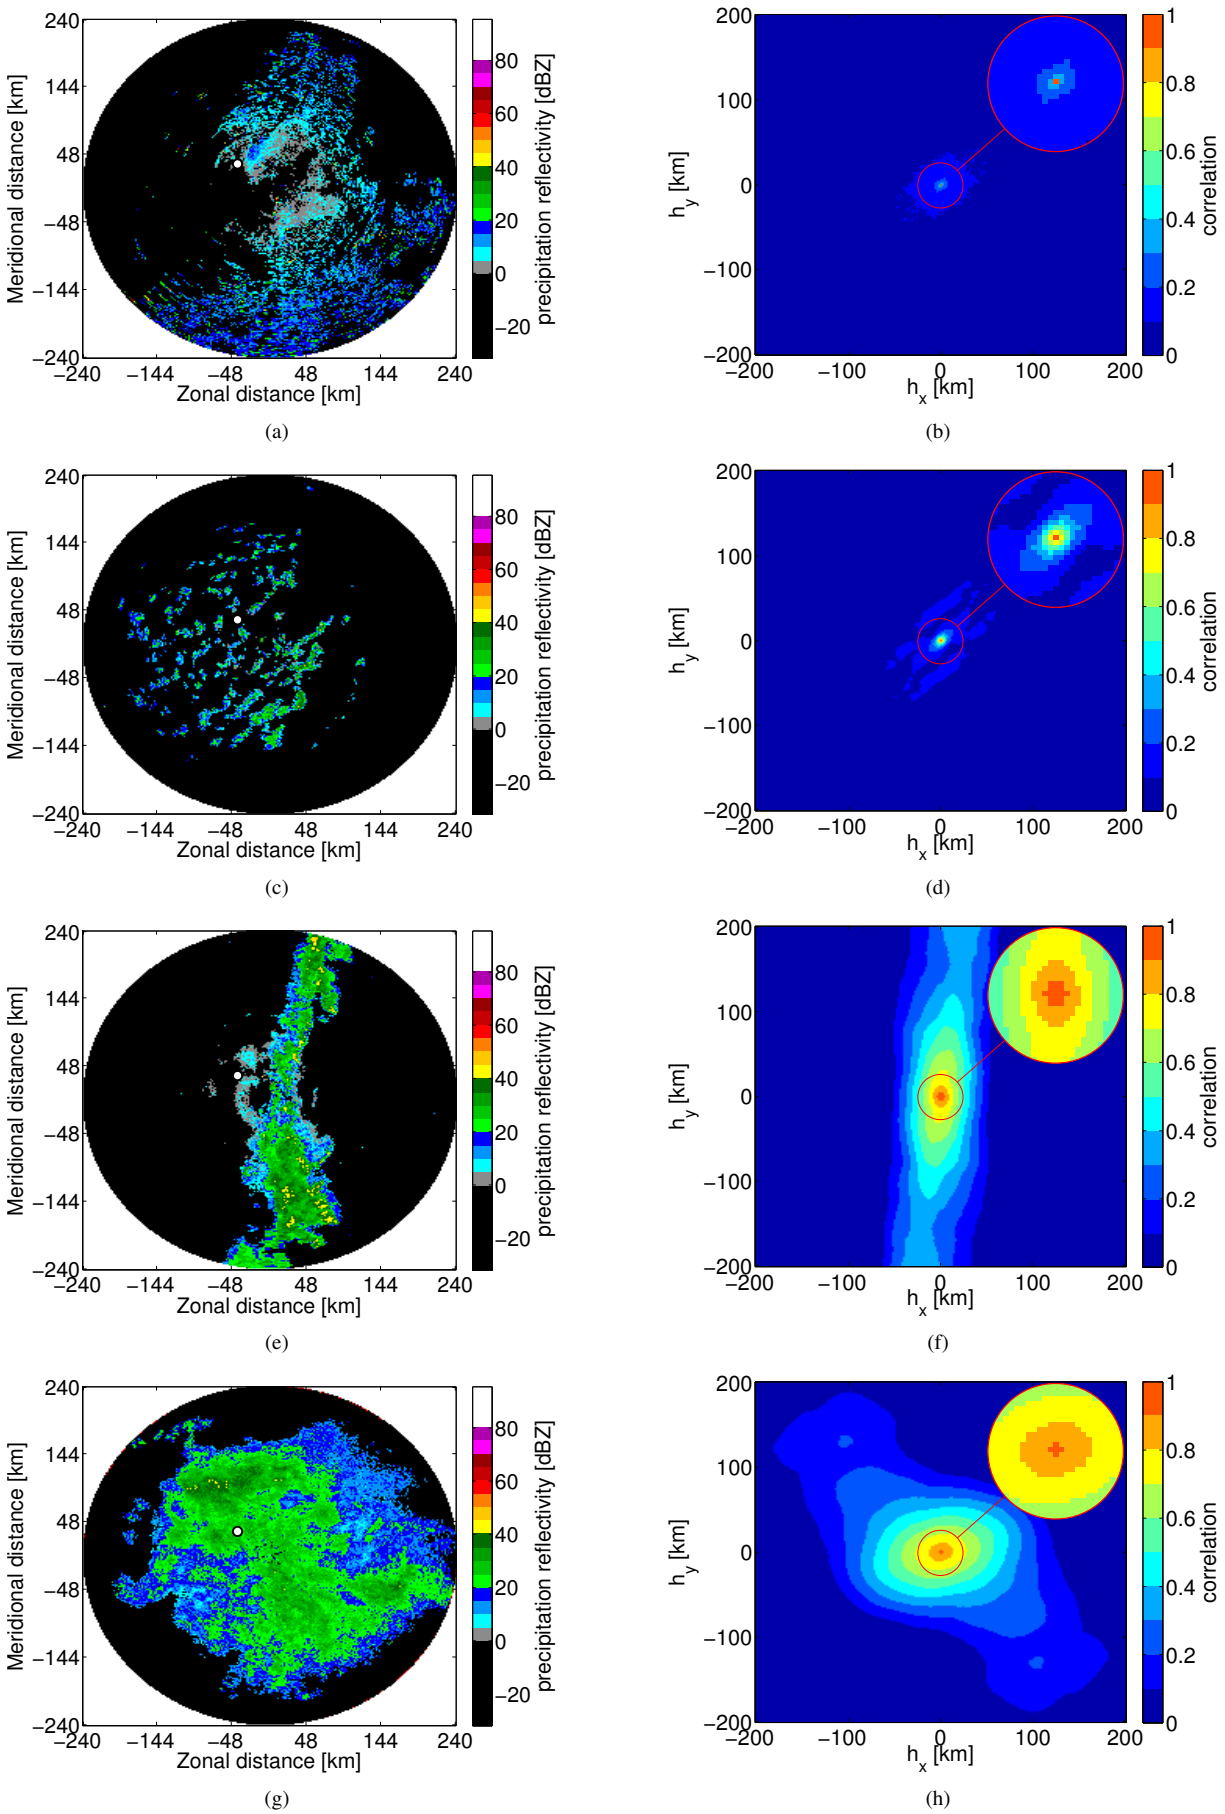 240
144
48
−48
−144
−240
−240 −144 −48 48 144 240
Meridional distance [km]
Zonal distance [km]
80
60
40
20
0
−20
precipitation reflectivity [dBZ]
(a)
200
100
0
−100
−200
−200 −100 0 100 200
h_y [km]
h_x [km]
1
0.8
0.6
0.4
0.2
0
correlation
(b)
240
144
48
−48
−144
−240
−240 −144 −48 48 144 240
Meridional distance [km]
Zonal distance [km]
80
60
40
20
0
−20
precipitation reflectivity [dBZ]
(c)
200
100
0
−100
−200
−200 −100 0 100 200
h_y [km]
h_x [km]
1
0.8
0.6
0.4
0.2
0
correlation
(d)
240
144
48
−48
−144
−240
−240 −144 −48 48 144 240
Meridional distance [km]
Zonal distance [km]
80
60
40
20
0
−20
precipitation reflectivity [dBZ]
(e)
200
100
0
−100
−200
−200 −100 0 100 200
h_y [km]
h_x [km]
1
0.8
0.6
0.4
0.2
0
correlation
(f)
240
144
48
−48
−144
−240
−240 −144 −48 48 144 240
Meridional distance [km]
Zonal distance [km]
80
60
40
20
0
−20
precipitation reflectivity [dBZ]
(g)
200
100
0
−100
−200
−200 −100 0 100 200
h_y [km]
h_x [km]
1
0.8
0.6
0.4
0.2
0
correlation
(h)